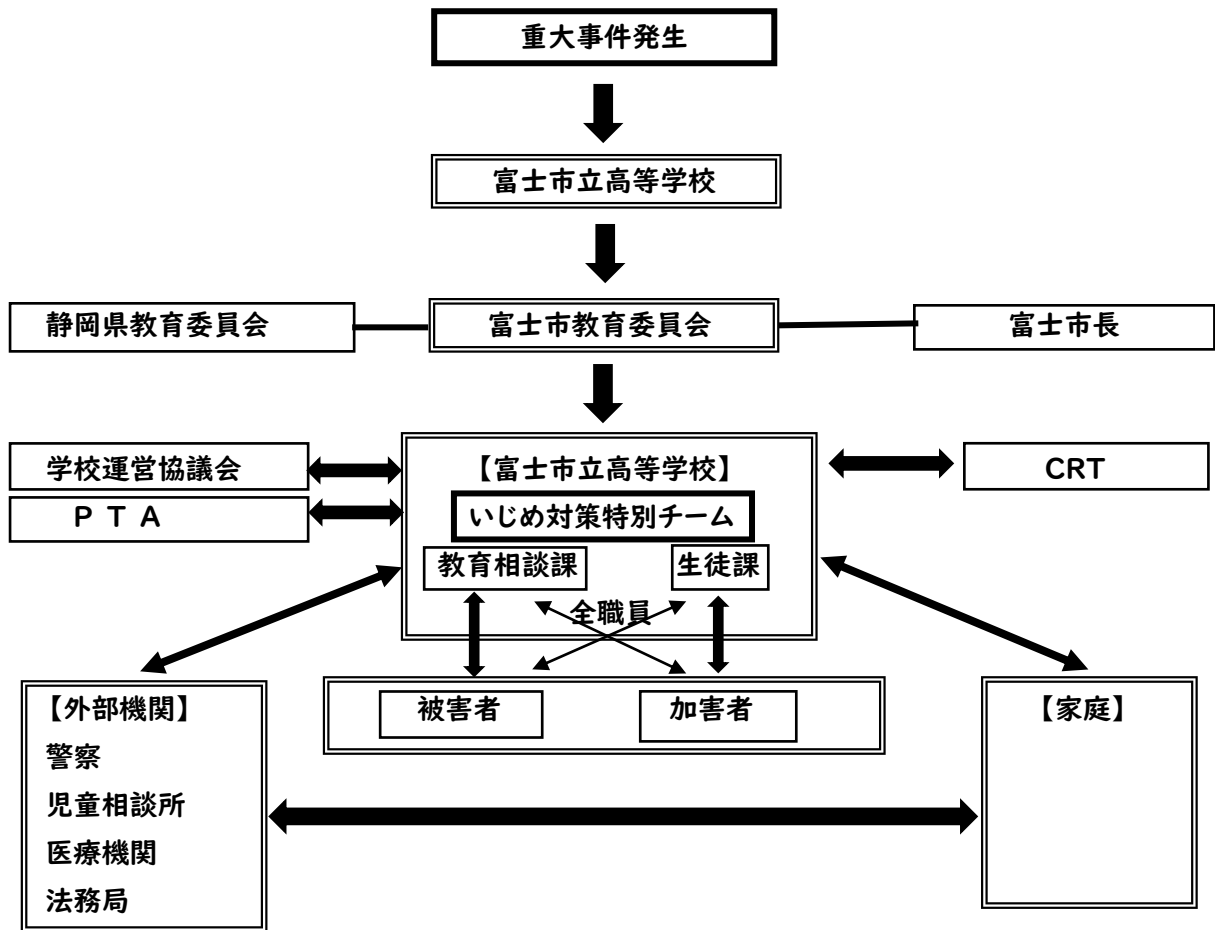 重大事件発生
富士市立高等学校
静岡県教育委員会
富士市教育委員会
富士市長
学校運営協議会
PTA
【富士市立高等学校】
いじめ対策特別チーム
教育相談課
生徒課
全職員
CRT
被害者
加害者
【外部機関】
警察
児童相談所
医療機関
法務局
【家庭】